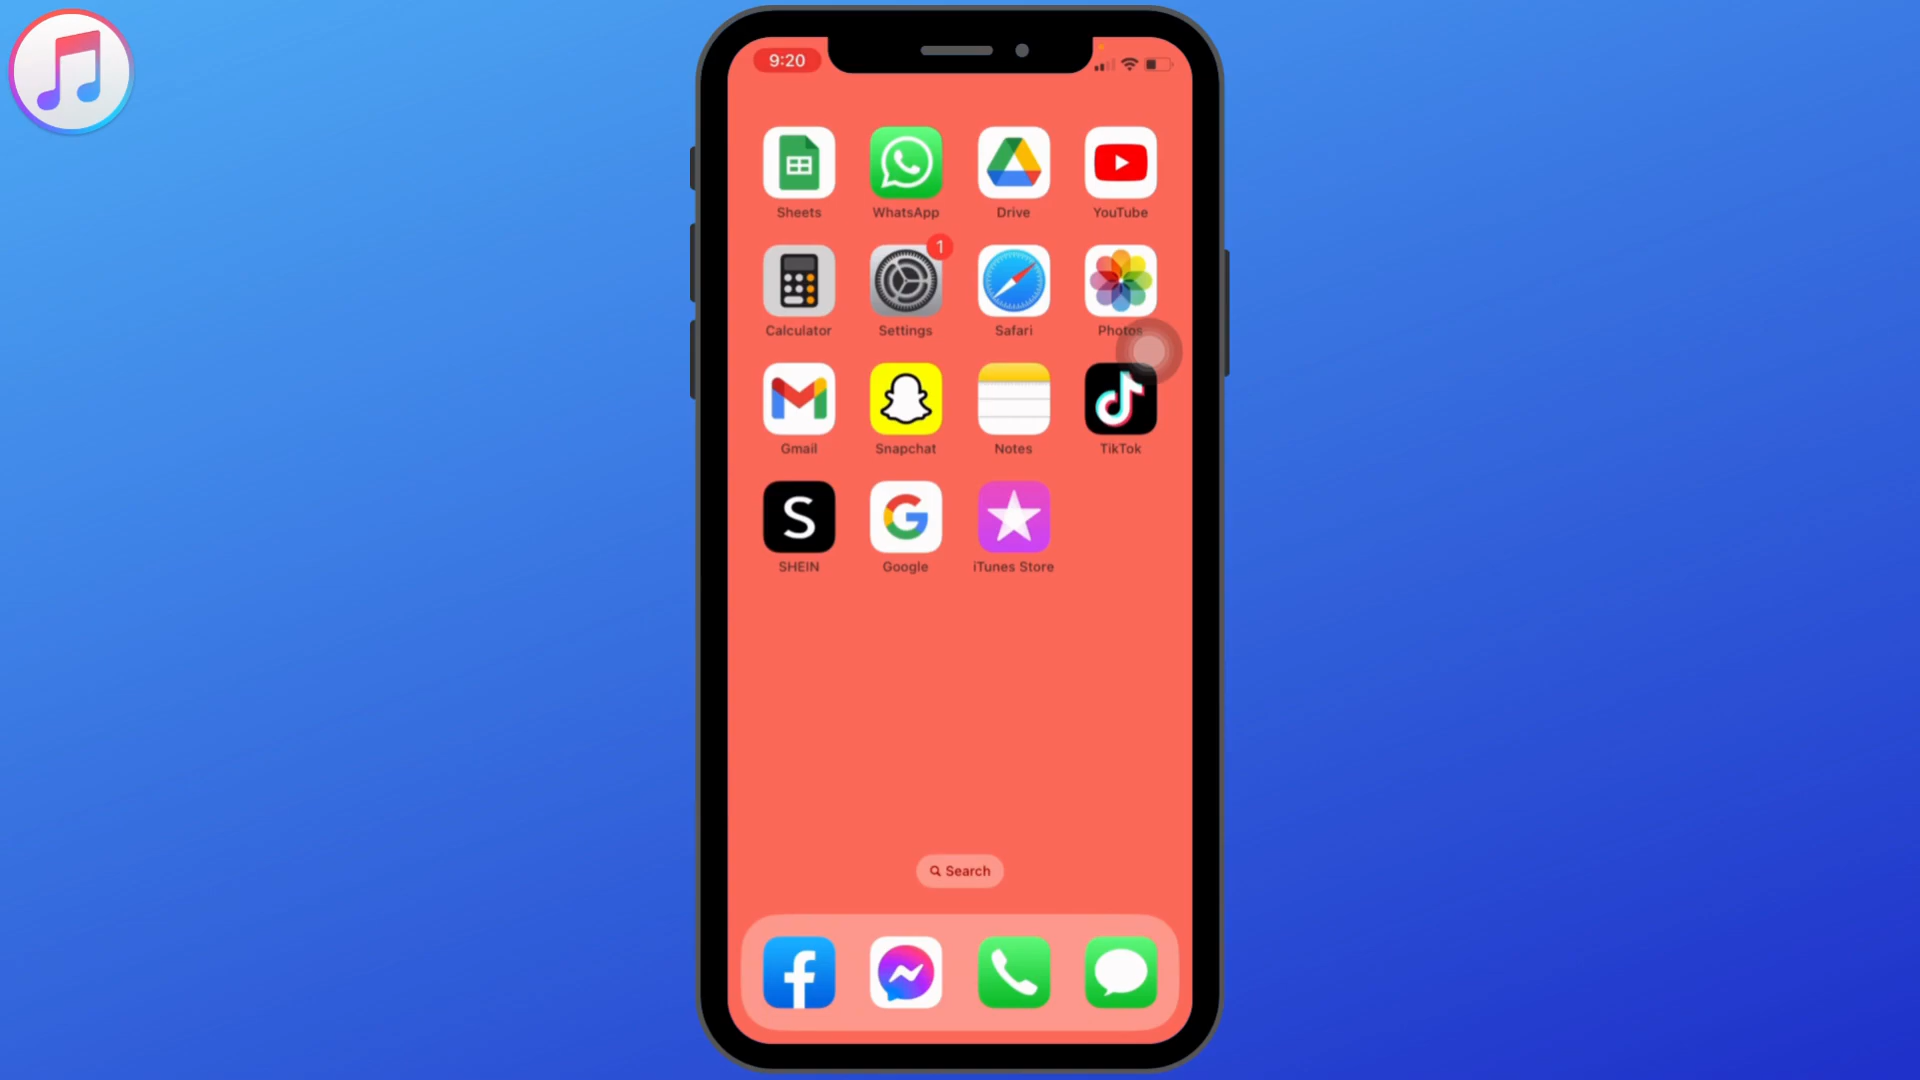 9:20
Sheets WhatsApp Drive YouTube
1
Calculator Settings Safari Photos
Gmail Snapchat Notes TikTok
S G
SHEIN Google iTunes Store
Search